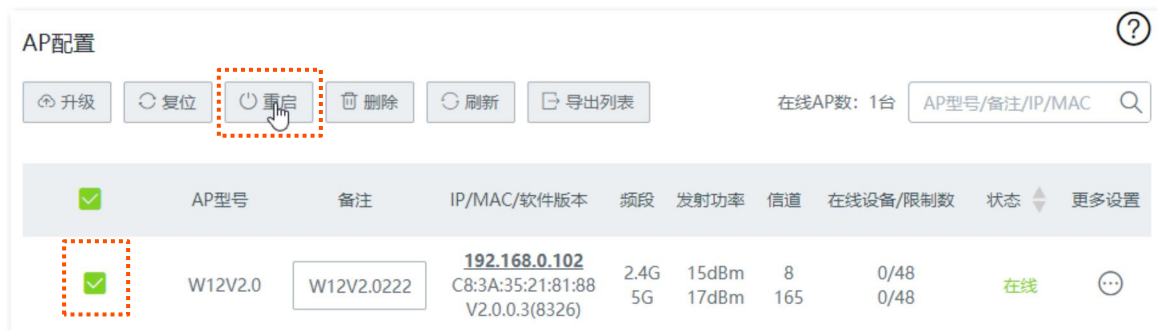 AP配置
升级 复位 重启 删除 刷新 导出列表 在线AP数：1台 AP型号/备注/IP/MAC
AP型号 备注 IP/MAC/软件版本 频段 发射功率 信道 在线设备/限制数 状态 更多设置
192.168.0.102
W12V2.0 W12V2.0222 C8:3A:35:21:81:88 2.4G 15dBm 8 0/48 在线
V2.0.0.3(8326) 5G 17dBm 165 0/48